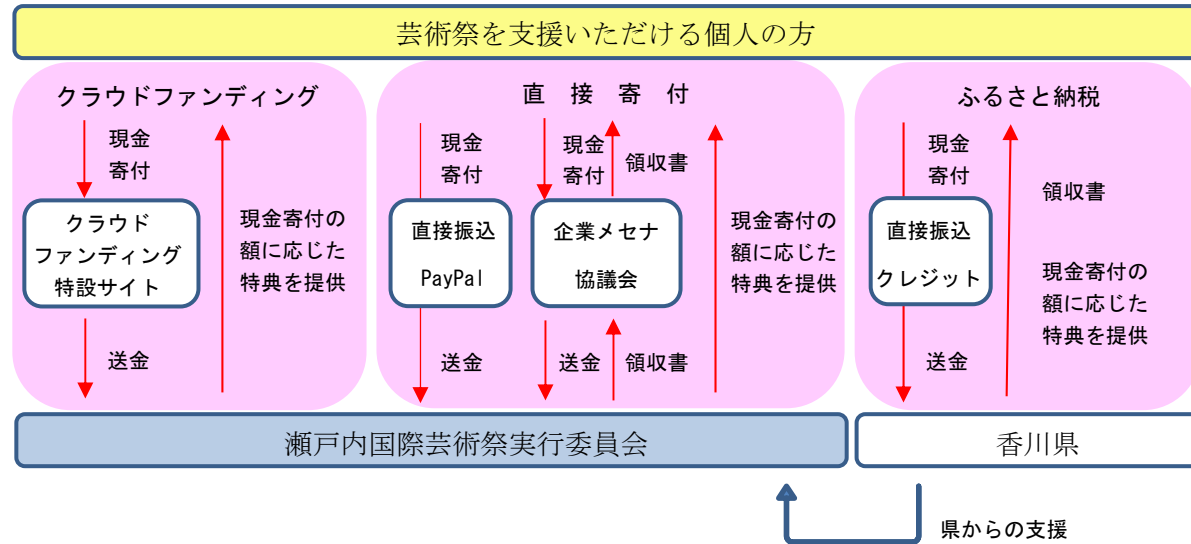 芸術祭を支援いただける個人の方
クラウドファンディング
現金
寄付
クラウド
ファンディング
特設サイト
現金寄付の
額に応じた
特典を提供
送金
直接寄付
現金
寄付
直接振込
PayPal
送金
現金
寄付
領収書
企業メセナ
協議会
送金
領収書
現金寄付の
額に応じた
特典を提供
ふるさと納税
現金
寄付
直接振込
クレジット
送金
領収書
現金寄付の
額に応じた
特典を提供
瀬戸内国際芸術祭実行委員会
香川県
県からの支援